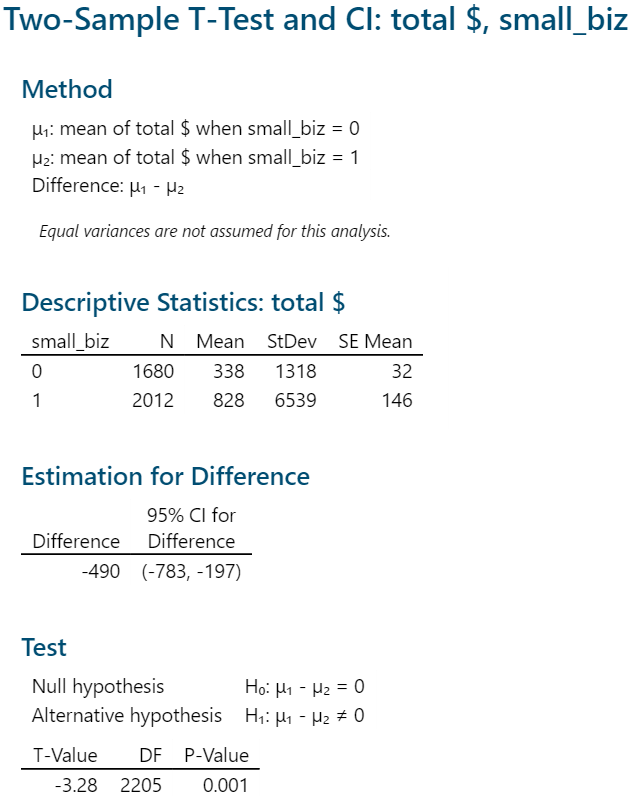 Two-Sample T-Test and CI: total $, small_biz
Method
μ₁: mean of total $ when small_biz = 0
µ₂: mean of total $ when small_biz = 1
Difference: μ₁ - µ₂
Equal variances are not assumed for this analysis.
Descriptive Statistics: total $
small_biz N Mean StDev SE Mean
0 1680 338 1318 32
1 2012 828 6539 146
Estimation for Difference
95% CI for
Difference Difference
-490 (-783, -197)
Test
Null hypothesis H₀: μ₁ - µ₂ = 0
Alternative hypothesis H₁: μ₁ - µ₂ ≠ 0
T-Value DF P-Value
-3.28 2205 0.001